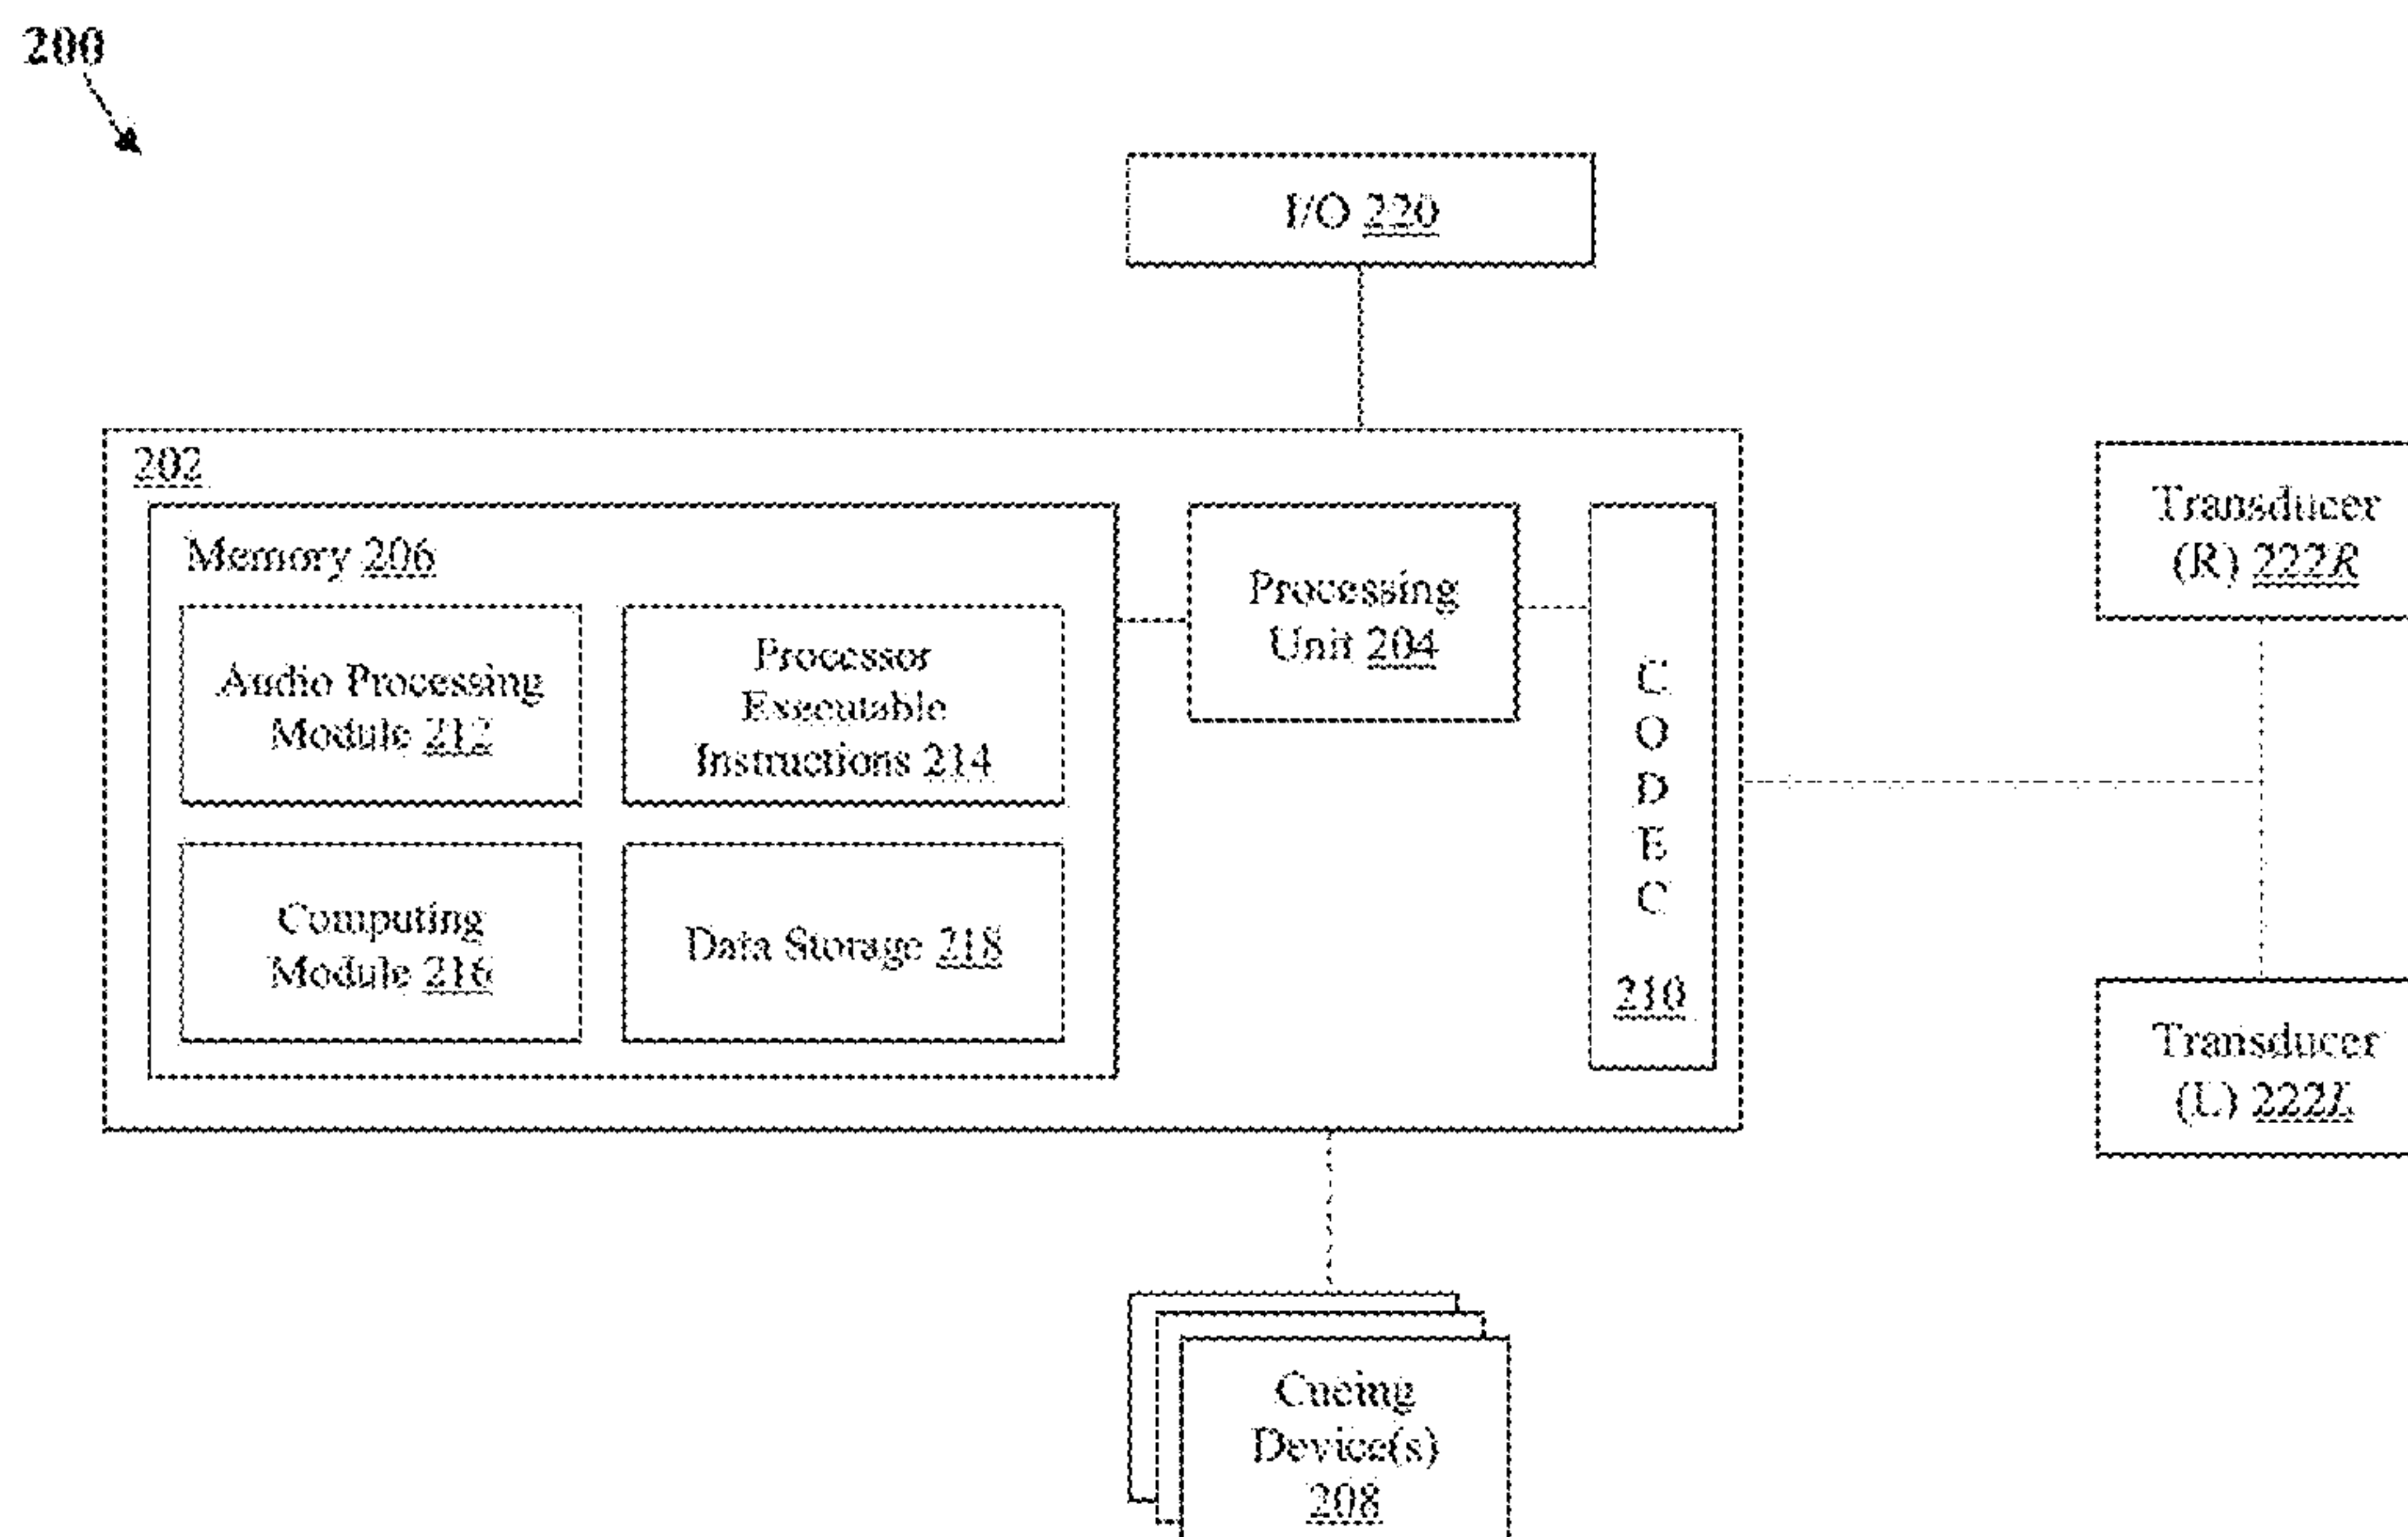 200
I/O 220
202
Memory 206
Audio Processing
Module 212
Processor
Executable
Instructions 214
Computing
Module 216
Data Storage 218
Processing
Unit 204
C
O
D
E
C
210
Transducer
(R) 222R
Transducer
(L) 222L
Cueing
Device(s)
208